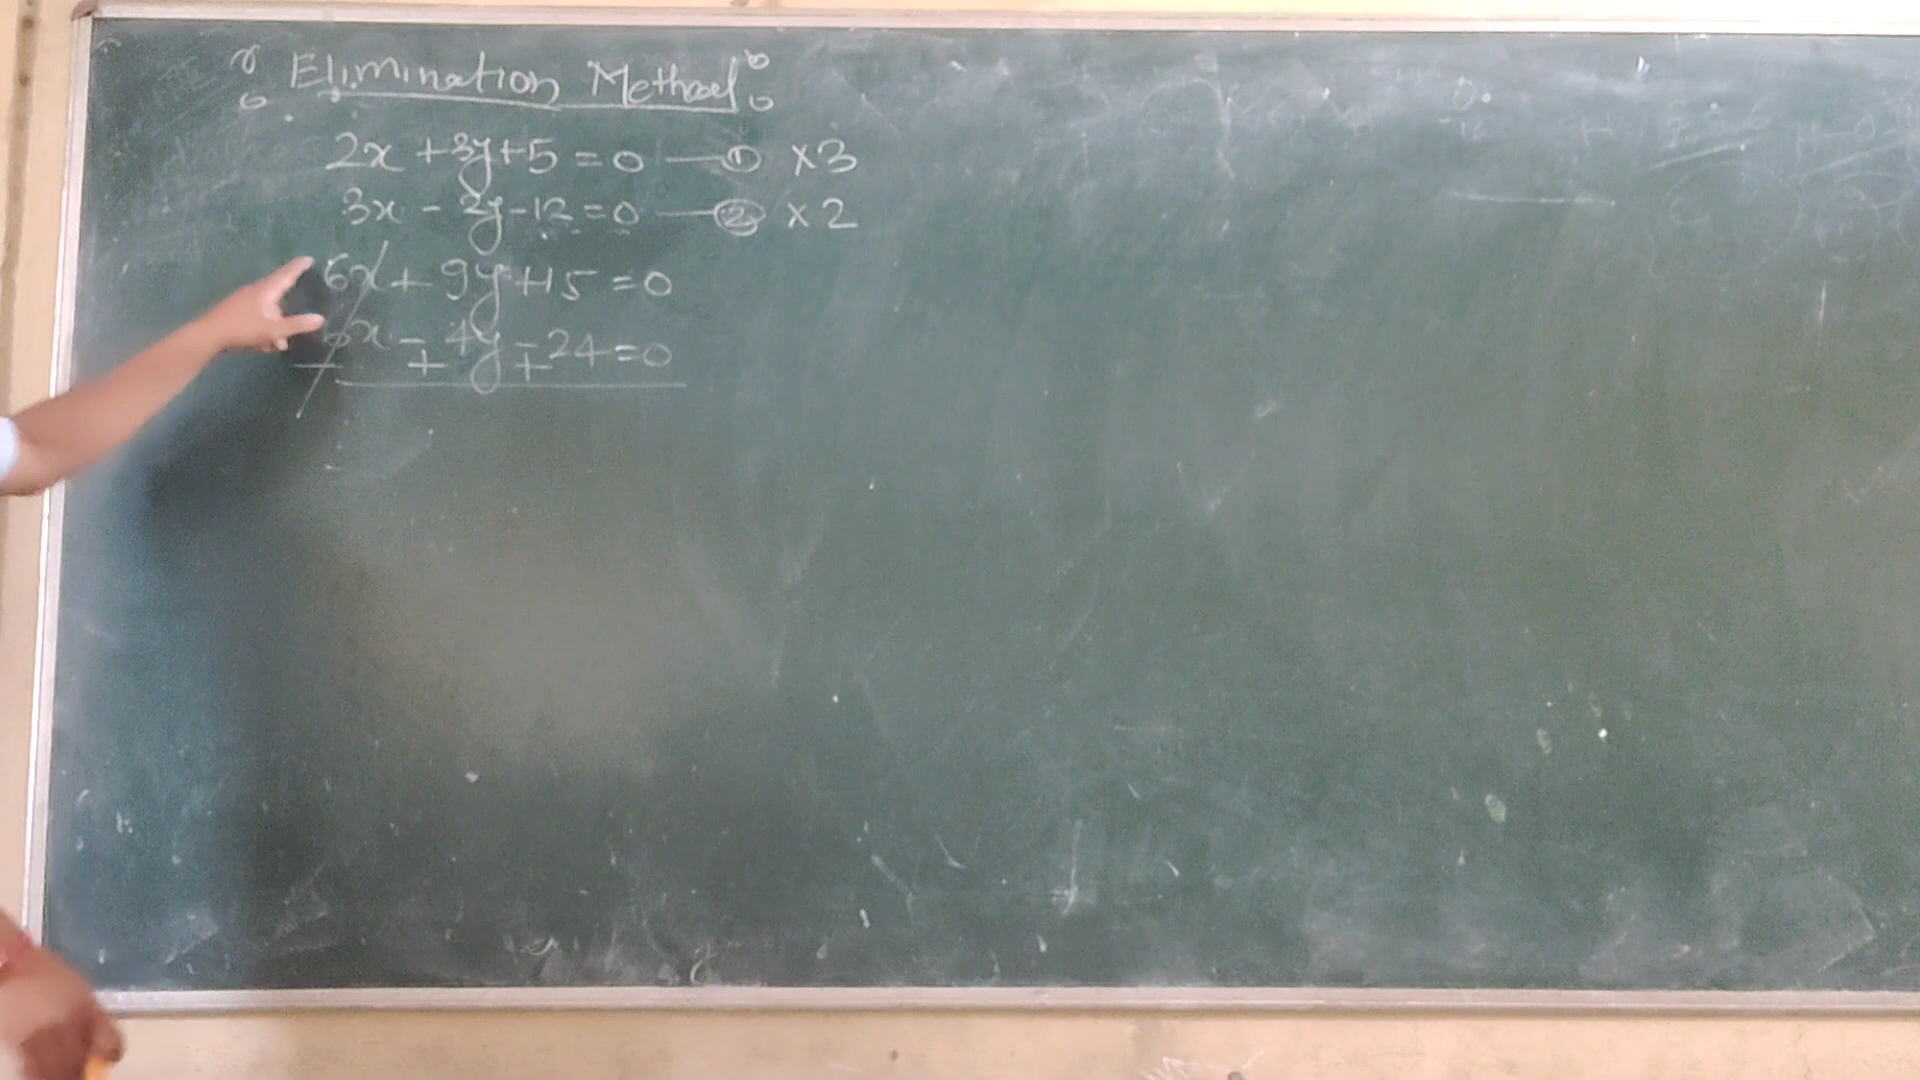 Elimination Method
2x + 3y + 5 = 0 — ① ×3
3x - 2y - 12 = 0 — ② ×2
6x + 9y + 15 = 0
6x - 4y - 24 = 0
- + +